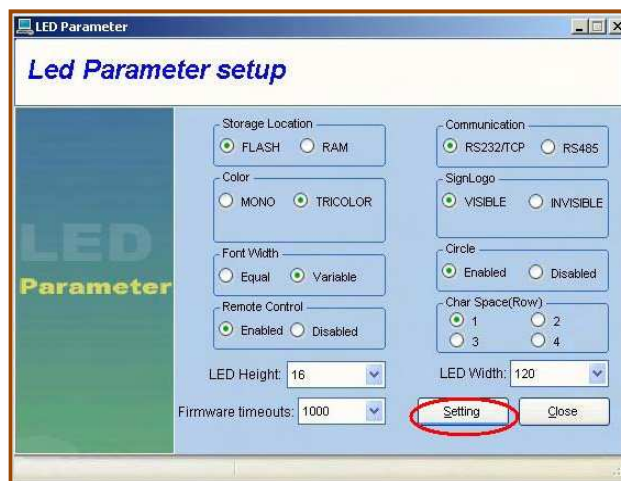 LED Parameter
Led Parameter setup
LED
Parameter
Storage Location
FLASH RAM
Color
MONO TRICOLOR
Font Width
Equal Variable
Remote Control
Enabled Disabled
LED Height: 16
Firmware timeouts: 1000
Communication
RS232/TCP RS485
SignLogo
VISIBLE INVISIBLE
Circle
Enabled Disabled
Char Space(Row)
1 2
3 4
LED Width: 120
Setting Close